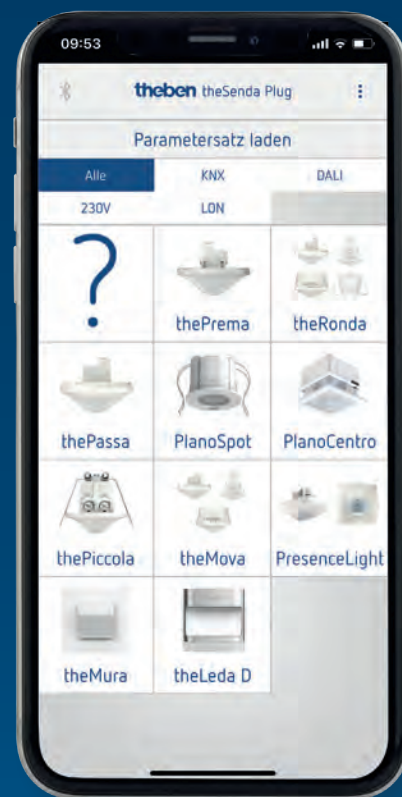 09:53
theben theSenda Plug
Parametersatz laden
Alle KNX DALI
230V LON
?
thePrema theRonda
thePassa PlanoSpot PlanoCentro
thePiccola theMova PresenceLight
theMura theLeda D